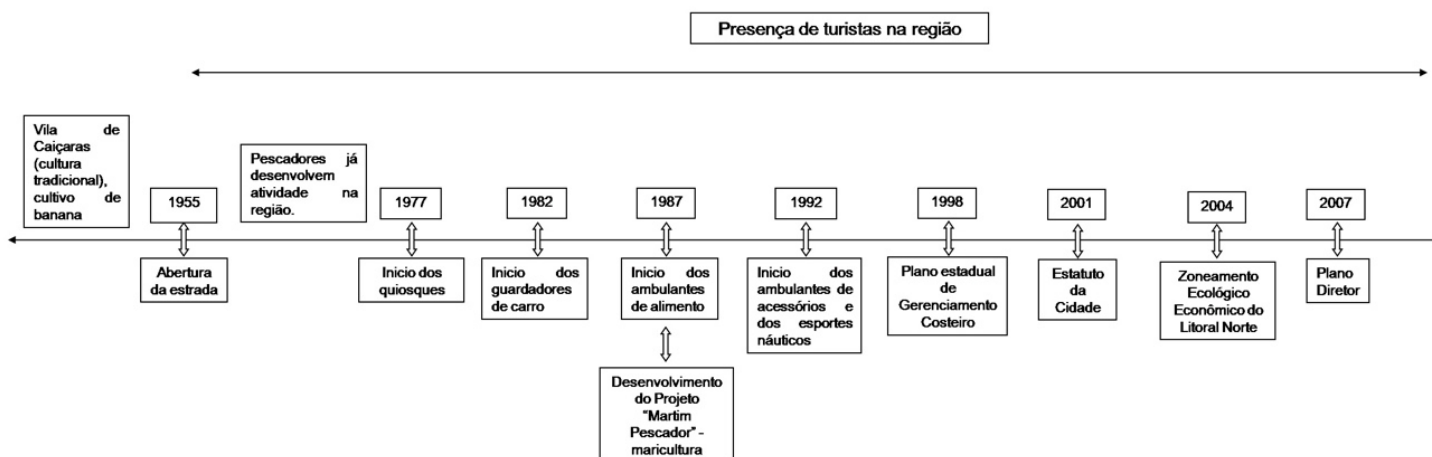 Presença de turistas na região
Vila de
Caiçaras
(cultura
tradicional),
cultivo de
banana
1955
Abertura
da estrada
Pescadores já
desenvolvem
atividade na
região.
1977
Inicio dos
quiosques
1982
Inicio dos
guardadores
de carro
1987
Inicio dos
ambulantes
de alimento
Desenvolvimento
do Projeto
"Martim
Pescador" -
maricultura
1992
Inicio dos
ambulantes de
acessórios e
dos esportes
náuticos
1998
Plano estadual
de
Gerenciamento
Costeiro
2001
Estatuto
da
Cidade
2004
Zoneamento
Ecológico
Econômico do
Litoral Norte
2007
Plano
Diretor